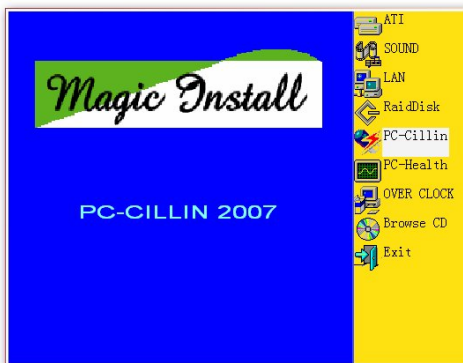 Magic Install
PC-CILLIN 2007
ATI
SOUND
LAN
RaidDisk
PC-Cillin
PC-Health
OVER CLOCK
Browse CD
Exit